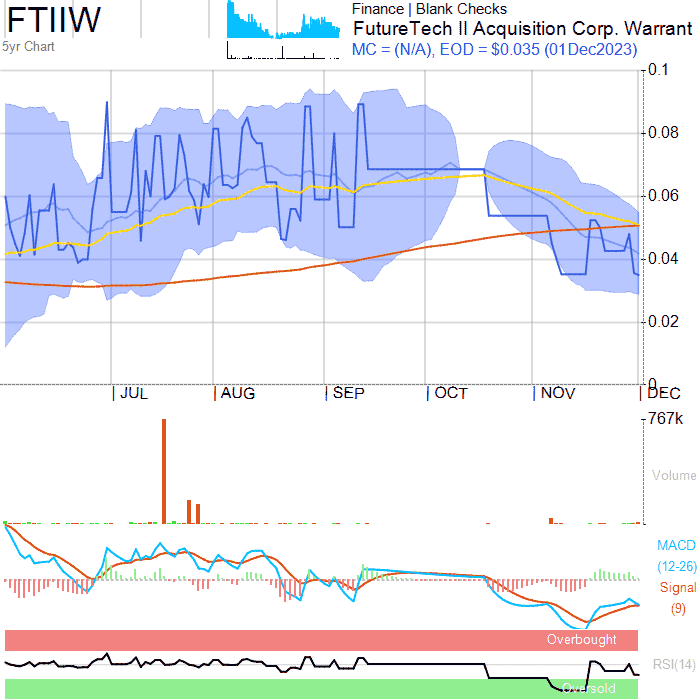 FTIIW
5yr Chart
Finance | Blank Checks
FutureTech II Acquisition Corp. Warrant
MC = (N/A), EOD = $0.035 (01Dec2023)
0.1
0.08
0.06
0.04
0.02
0
JUL AUG SEP OCT NOV DEC
767k
Volume
MACD
(12-26)
Signal
(9)
Overbought
RSI(14)
Oversold